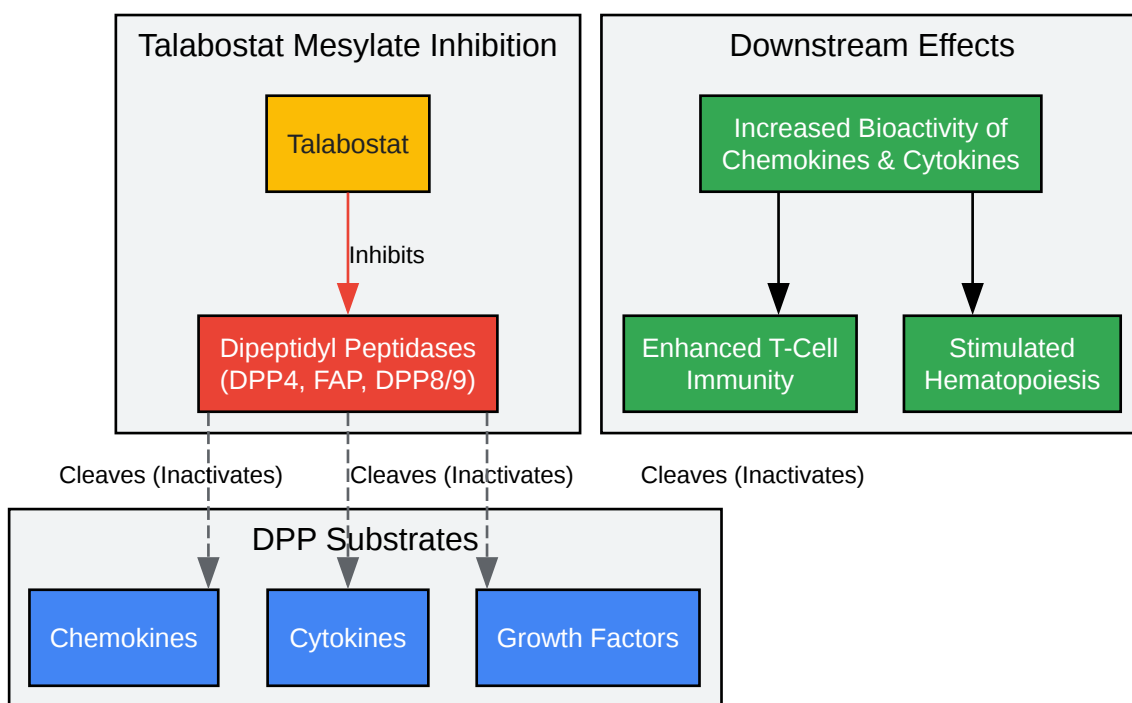 Talabostat Mesylate Inhibition
Downstream Effects
Talabostat
Increased Bioactivity of
Chemokines & Cytokines
Inhibits
Dipeptidyl Peptidases
(DPP4, FAP, DPP8/9)
Enhanced T-Cell
Immunity
Stimulated
Hematopoiesis
Cleaves (Inactivates)
Cleaves (Inactivates)
Cleaves (Inactivates)
DPP Substrates
Chemokines
Cytokines
Growth Factors